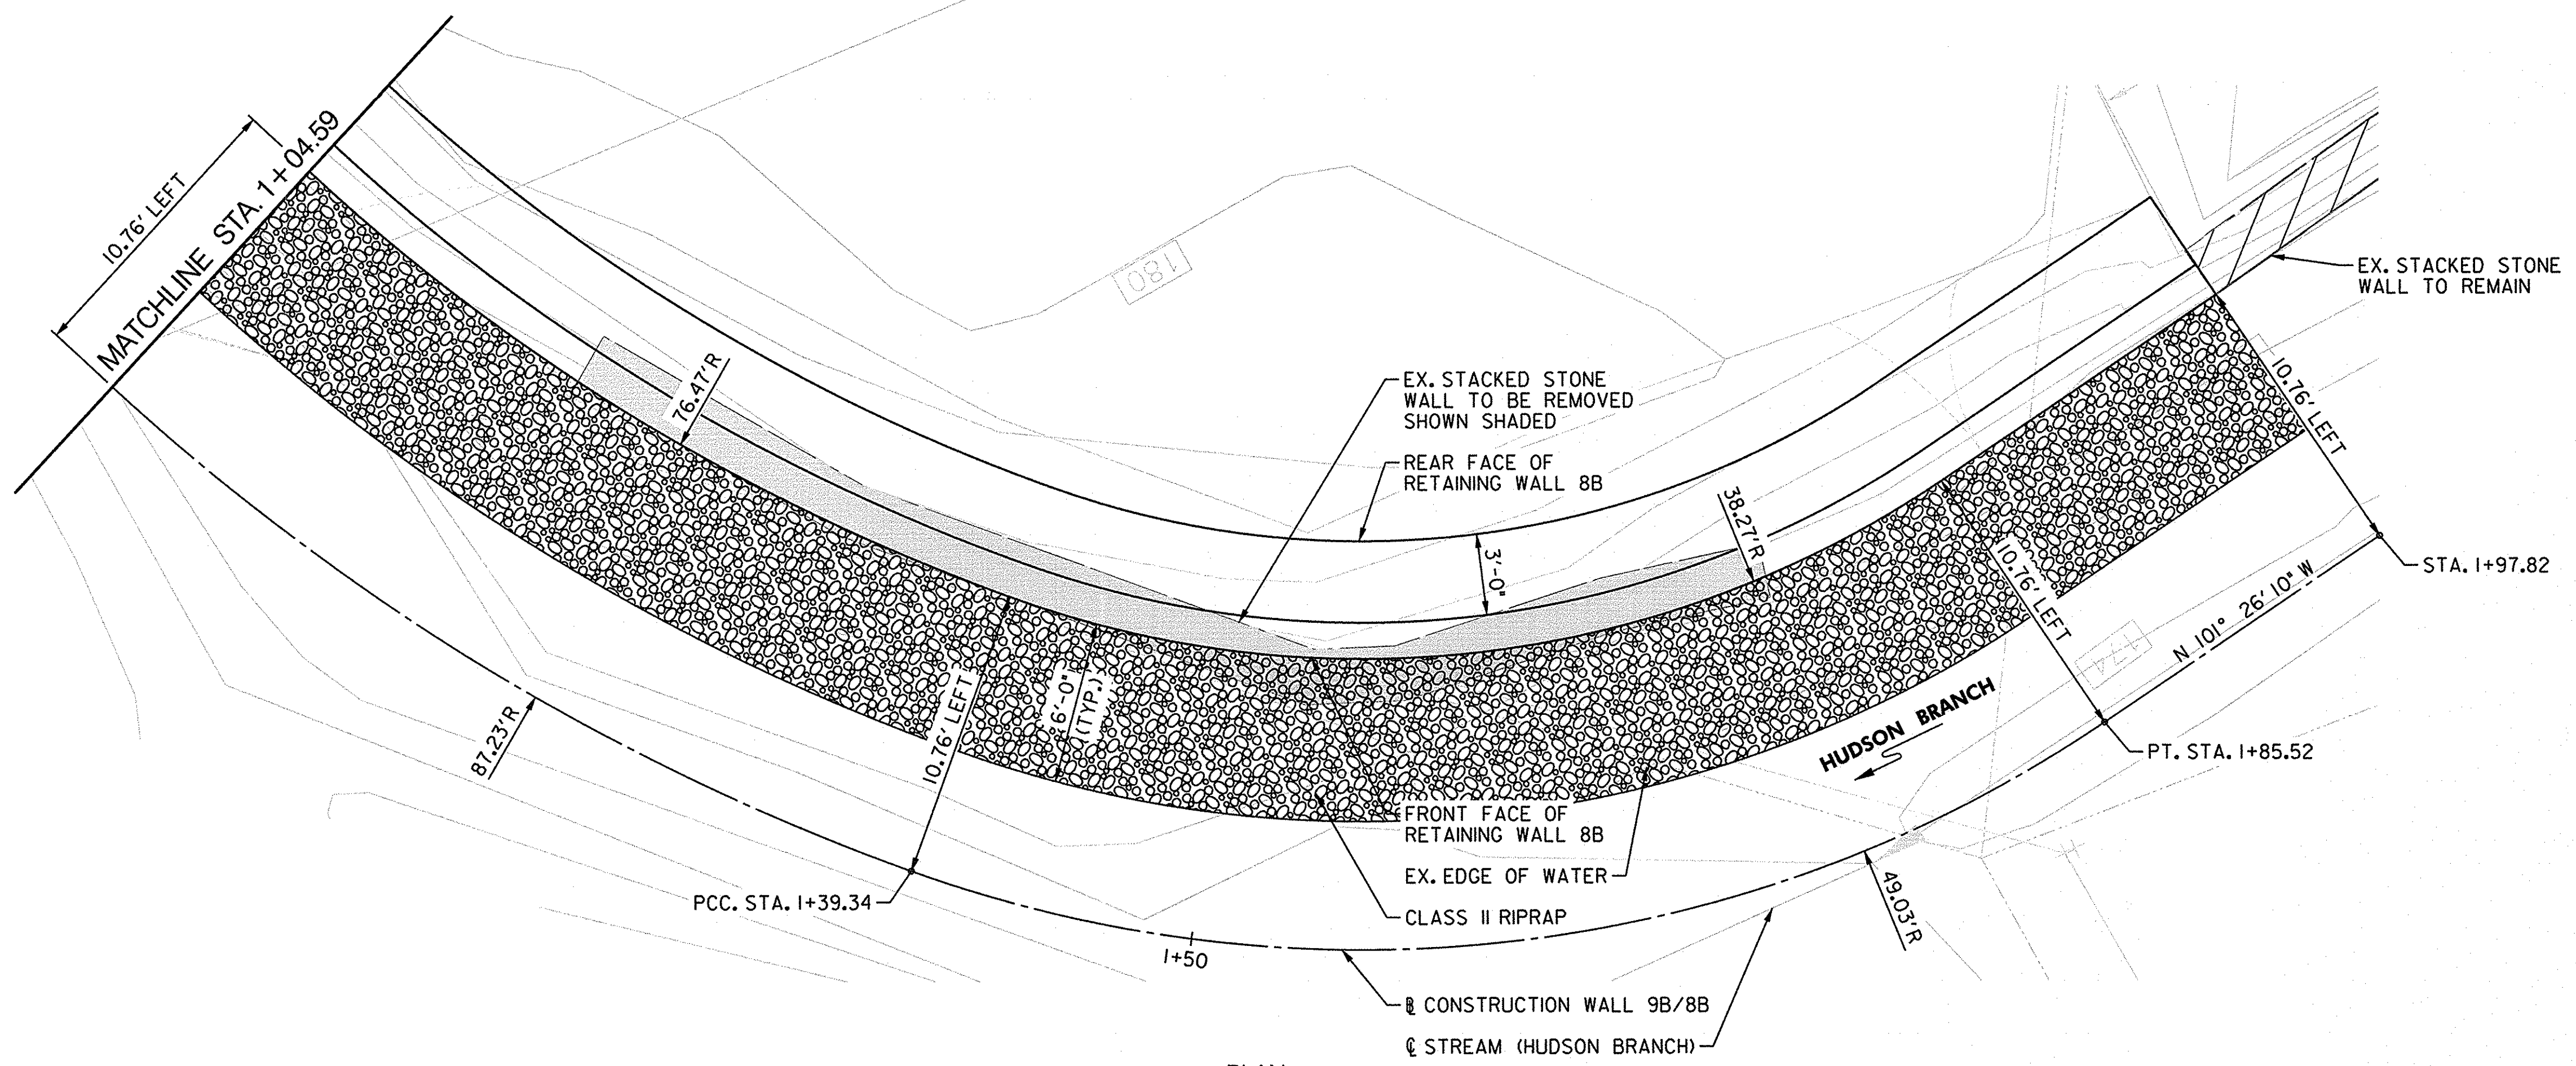 MATCHLINE STA. 1+04.59
10.76' LEFT
180
EX. STACKED STONE
WALL TO REMAIN
76.47'R
EX. STACKED STONE
WALL TO BE REMOVED
SHOWN SHADED
REAR FACE OF
RETAINING WALL 8B
3'-0"
38.27'R
10.76' LEFT
STA. 1+97.82
10.76' LEFT
N 101° 26' 10" W
174
HUDSON BRANCH
PT. STA. 1+85.52
87.23'R
10.76' LEFT
6'-0"
(TYP.)
FRONT FACE OF
RETAINING WALL 8B
EX. EDGE OF WATER
CLASS II RIPRAP
PCC. STA. 1+39.34
1+50
49.03'R
℄ CONSTRUCTION WALL 9B/8B
℄ STREAM (HUDSON BRANCH)